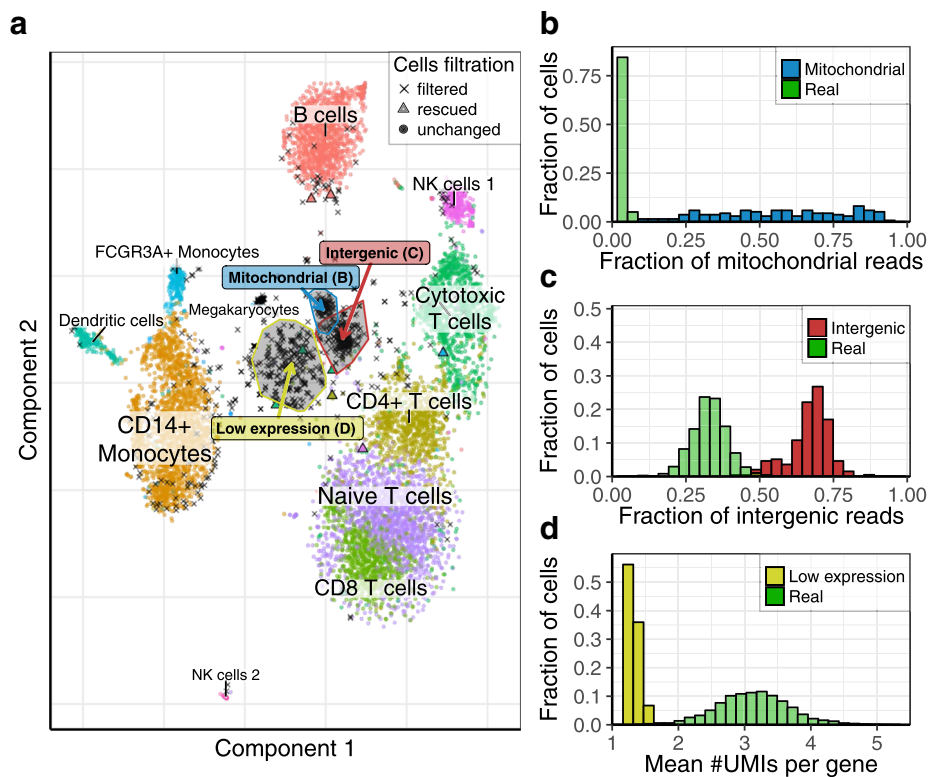 a
Cells filtration
filtered
rescued
unchanged
B cells
NK cells 1
FCGR3A+ Monocytes
Intergenic (C)
Mitochondrial (B)
Megakaryocytes
Cytotoxic
T cells
Dendritic cells
CD4+ T cells
CD14+
Monocytes
Low expression (D)
Naive T cells
CD8 T cells
NK cells 2
Component 1
Component 2
b
Mitochondrial
Real
0.75
0.50
0.25
0.00
0.00 0.25 0.50 0.75 1.00
Fraction of mitochondrial reads
Fraction of cells
c
Intergenic
Real
0.5
0.4
0.3
0.2
0.1
0.0
0.00 0.25 0.50 0.75 1.00
Fraction of intergenic reads
Fraction of cells
d
Low expression
Real
0.5
0.4
0.3
0.2
0.1
0.0
1 2 3 4 5
Mean #UMIs per gene
Fraction of cells